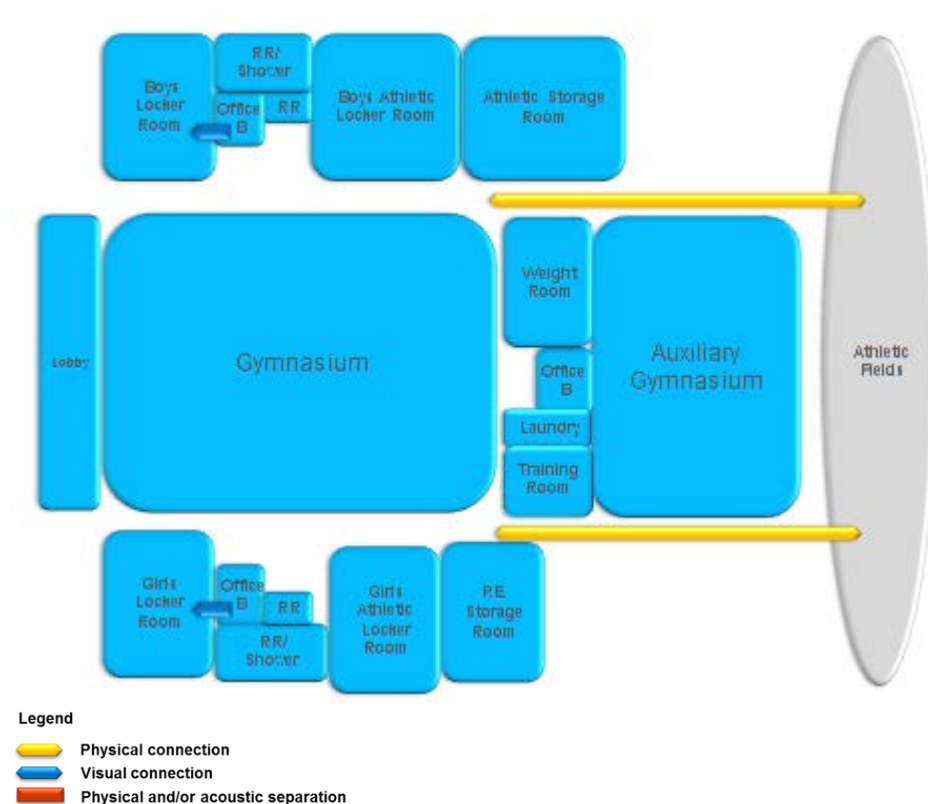 Boys
Locker
Room
RR/
Shower
Office
B
RR
Boys Athletic
Locker Room
Athletic Storage
Room
Lobby
Gymnasium
Weight
Room
Office
B
Laundry
Training
Room
Auxiliary
Gymnasium
Athletic
Fields
Girls
Locker
Room
Office
B
RR
RR/
Shower
Girls
Athletic
Locker
Room
P.E.
Storage
Room
Legend
Physical connection
Visual connection
Physical and/or acoustic separation